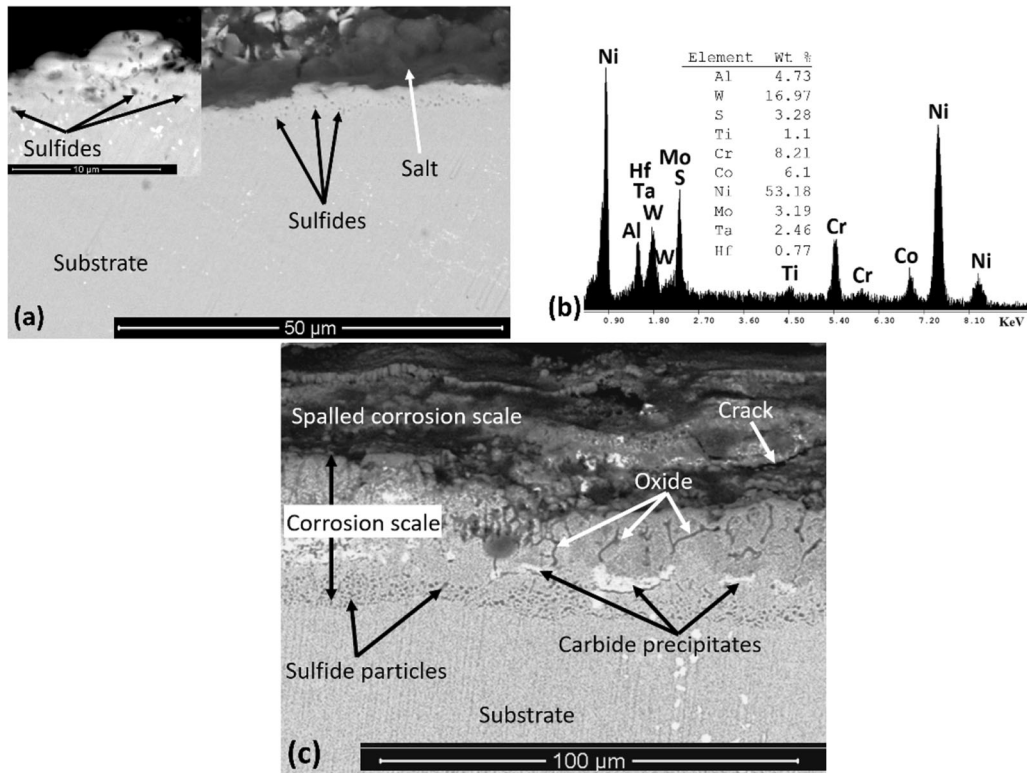 Sulfides
10 µm
Salt
Sulfides
Substrate
(a)
50 µm
Ni
Element Wt %
Al 4.73
W 16.97
S 3.28
Ti 1.1
Cr 8.21
Co 6.1
Ni 53.18
Mo 3.19
Ta 2.46
Hf 0.77
Ni
Mo
Hf
S
Ta
W
Al
W
Cr
Co
Ti
Cr
Ni
(b)
0.90 1.80 2.70 3.60 4.50 5.40 6.30 7.20 8.10 KeV
Spalled corrosion scale
Crack
Oxide
Corrosion scale
Carbide precipitates
Sulfide particles
Substrate
(c)
100 µm